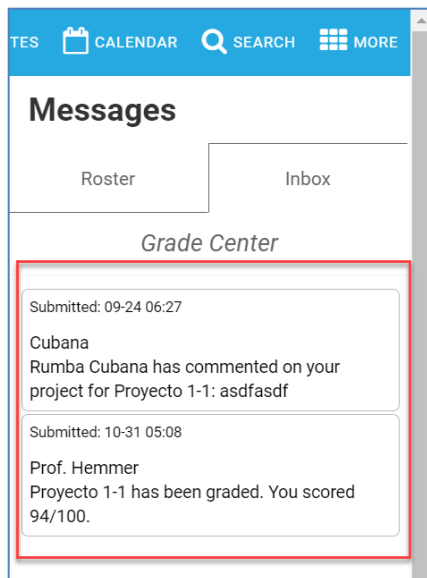 TES CALENDAR SEARCH MORE
Messages
Roster Inbox
Grade Center
Submitted: 09-24 06:27
Cubana
Rumba Cubana has commented on your
project for Proyecto 1-1: asdfasdf
Submitted: 10-31 05:08
Prof. Hemmer
Proyecto 1-1 has been graded. You scored
94/100.